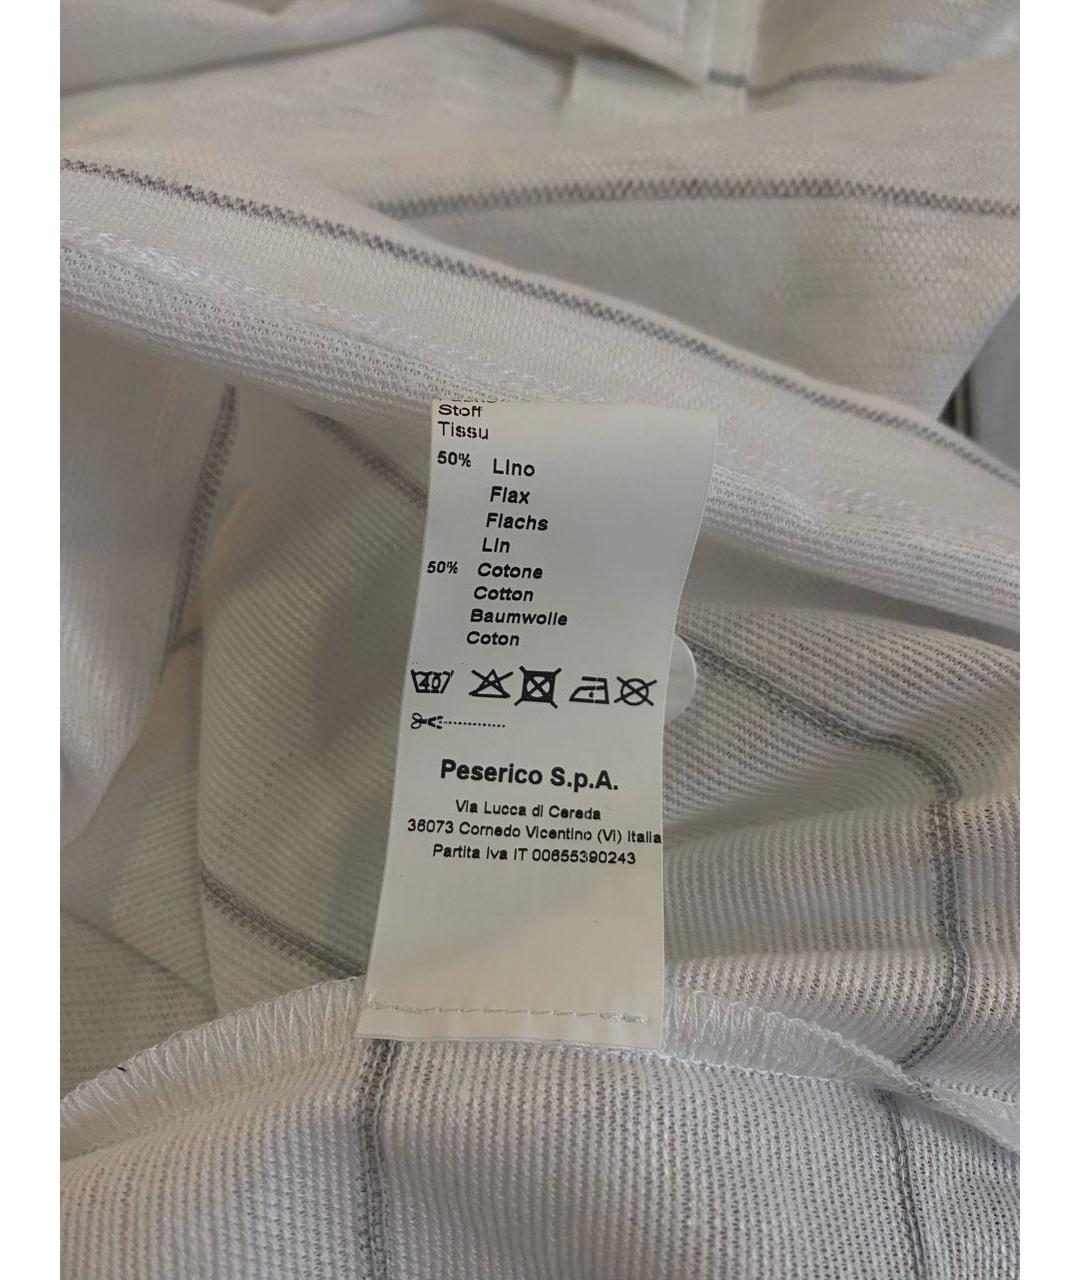 Stoff
Tissu
50% Lino
Flax
Flachs
Lin
50% Cotone
Cotton
Baumwolle
Coton
40
Peserico S.p.A.
Via Lucca di Cereda
36073 Cornedo Vicentino (VI) Italia
Partita Iva IT 00655390243